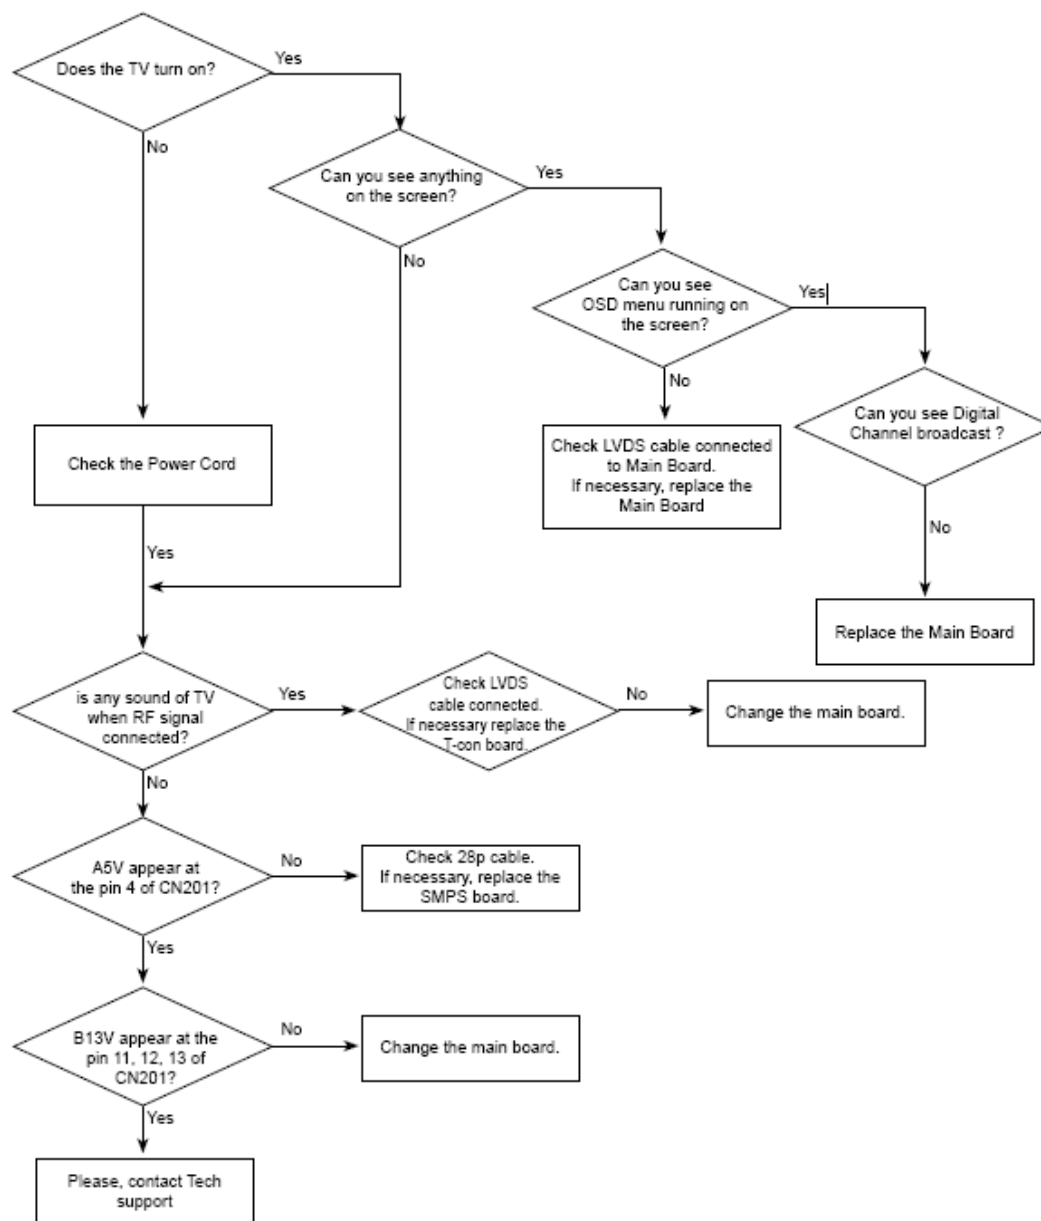 Does the TV turn on?
Yes
No
Can you see anything
on the screen?
Yes
No
Can you see
OSD menu running on
the screen?
Yes
No
Can you see Digital
Channel broadcast ?
No
Check the Power Cord
Yes
Check LVDS cable connected
to Main Board.
If necessary, replace the
Main Board
Replace the Main Board
is any sound of TV
when RF signal
connected?
Yes
No
Check LVDS
cable connected.
If necessary replace the
T-con board.
No
Change the main board.
A5V appear at
the pin 4 of CN201?
No
Yes
Check 28p cable.
If necessary, replace the
SMPS board.
B13V appear at the
pin 11, 12, 13 of
CN201?
No
Yes
Change the main board.
Please, contact Tech
support